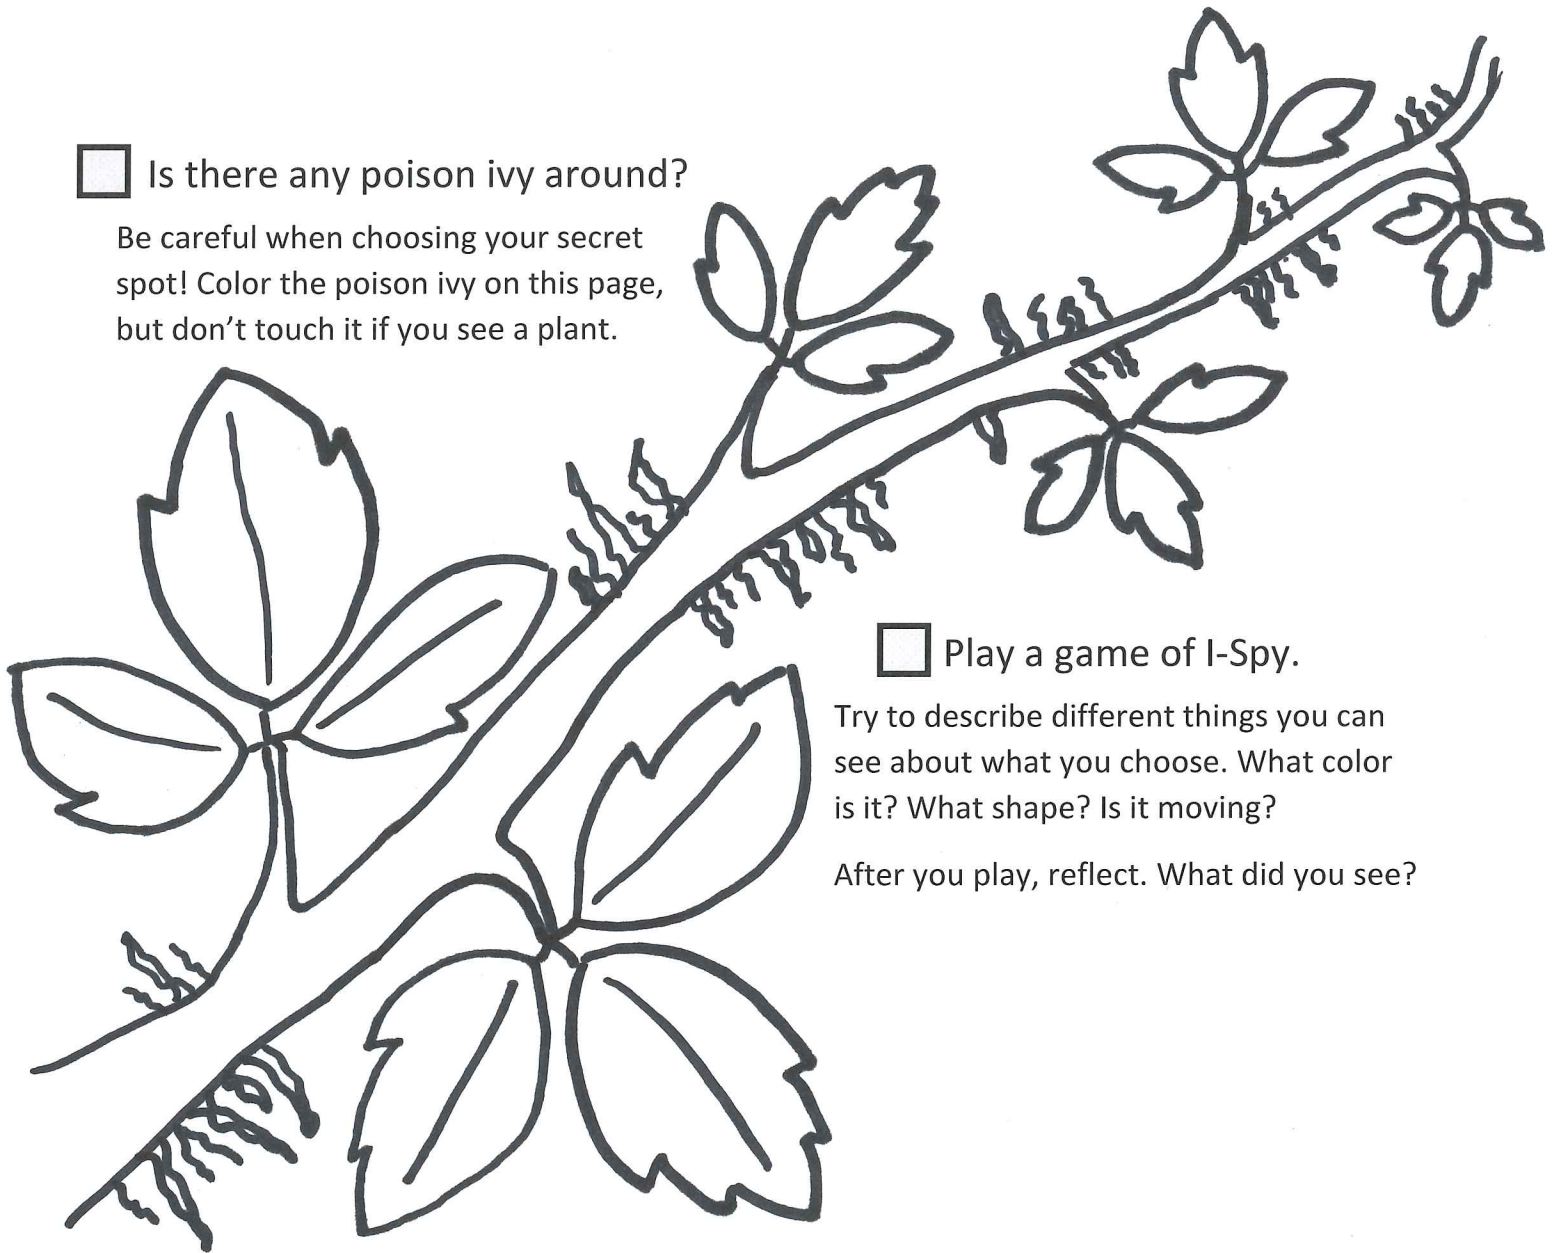 Is there any poison ivy around?
Be careful when choosing your secret
spot! Color the poison ivy on this page,
but don’t touch it if you see a plant.
Play a game of I-Spy.
Try to describe different things you can
see about what you choose. What color
is it? What shape? Is it moving?
After you play, reflect. What did you see?